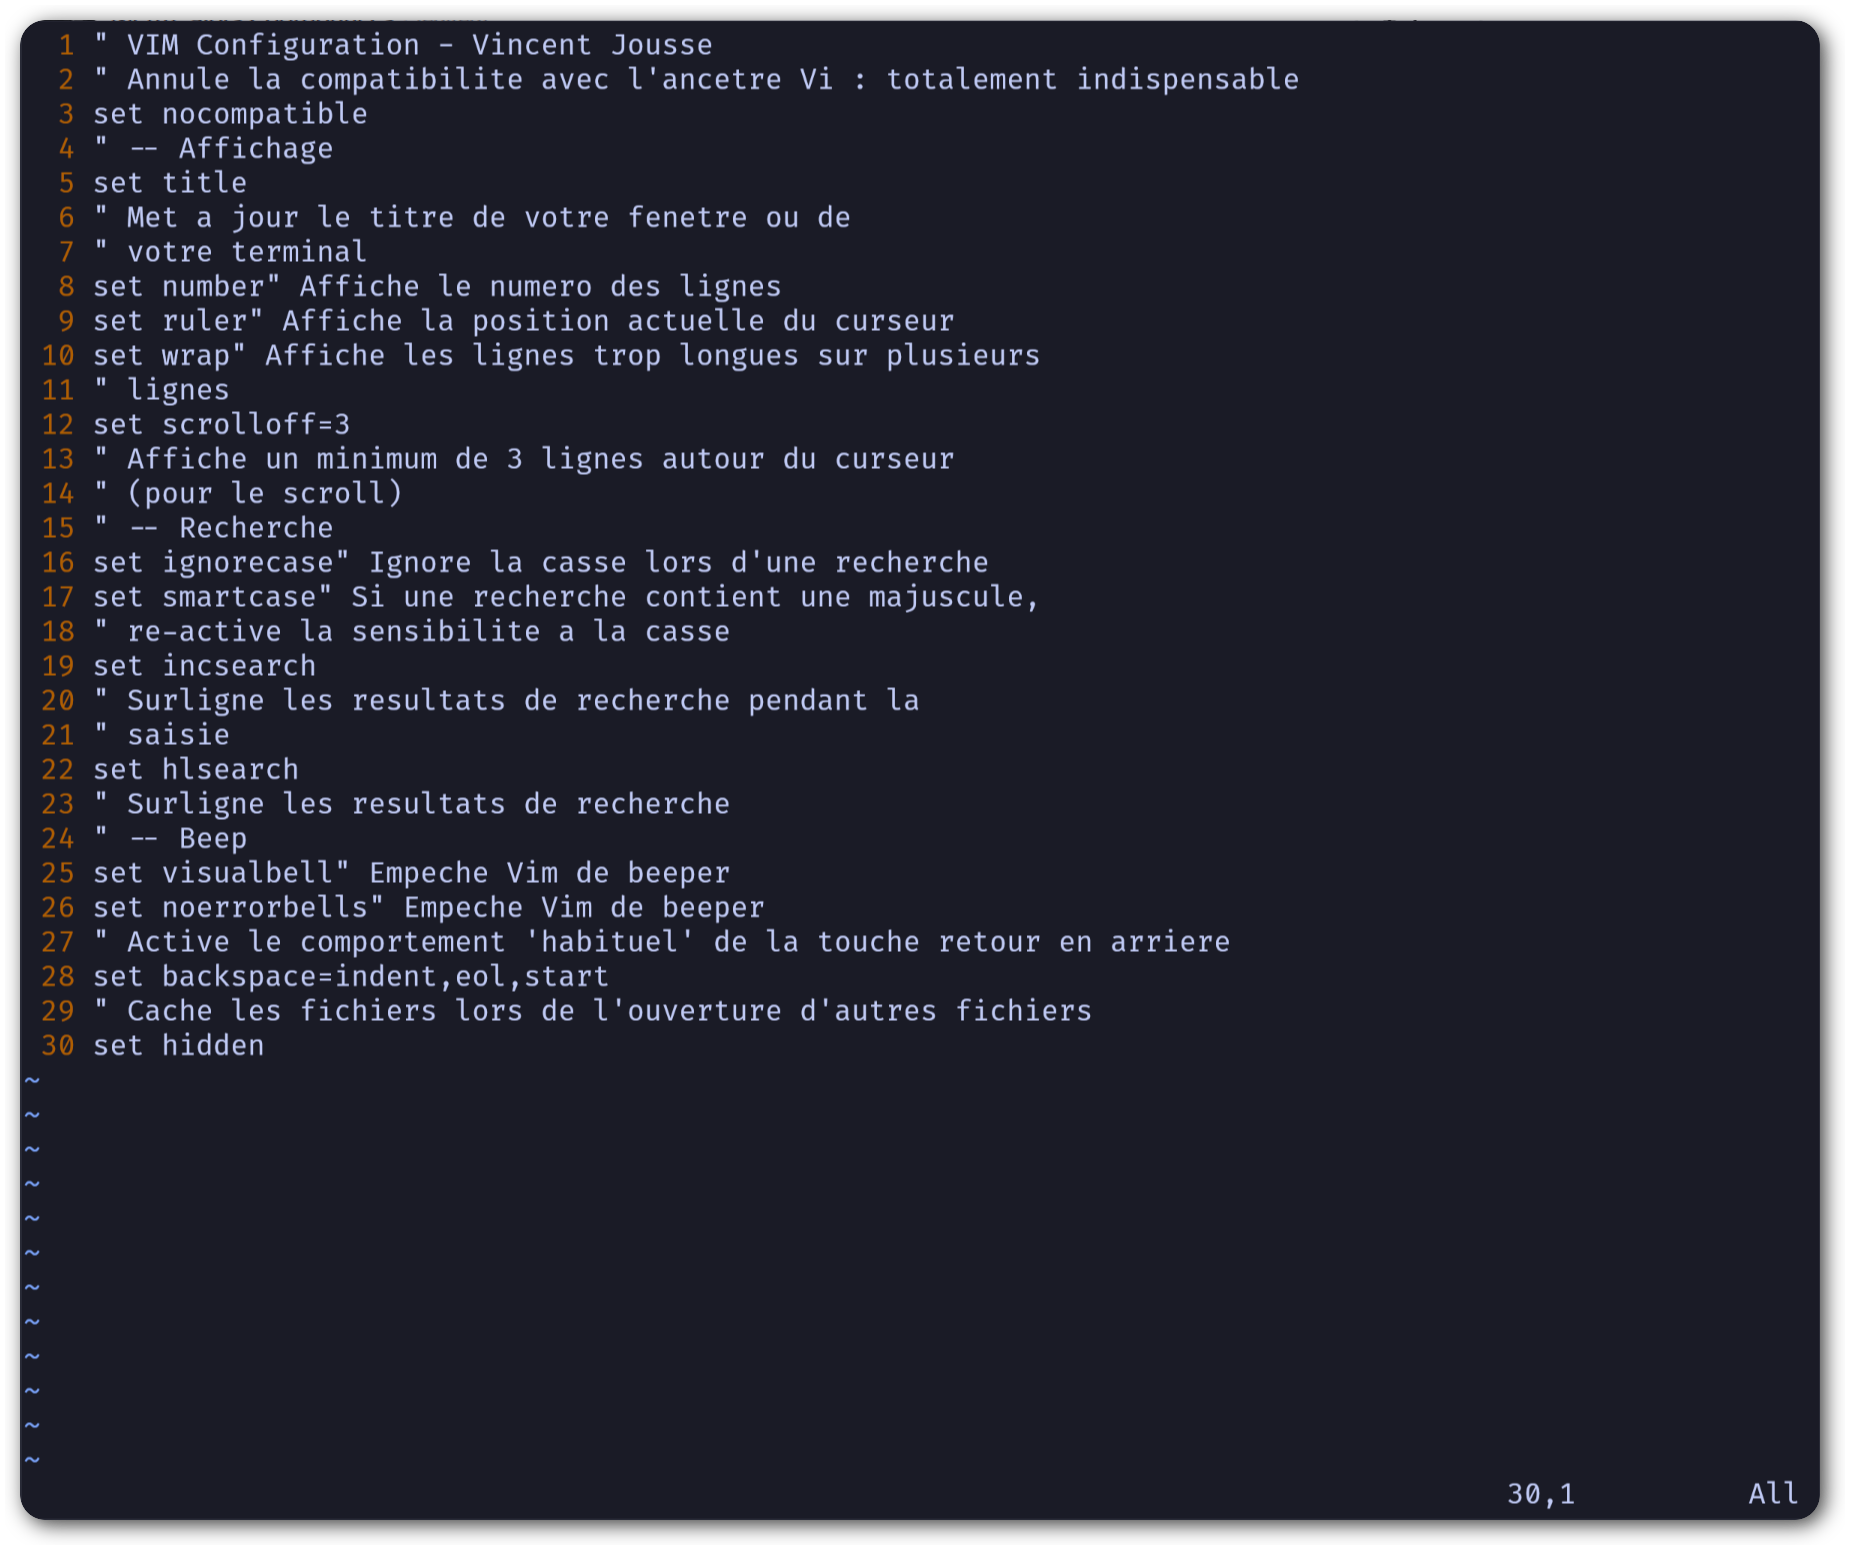 1 " VIM Configuration - Vincent Jousse
2 " Annule la compatibilite avec l'ancetre Vi : totalement indispensable
3 set nocompatible
4 " -- Affichage
5 set title
6 " Met a jour le titre de votre fenetre ou de
7 " votre terminal
8 set number" Affiche le numero des lignes
9 set ruler" Affiche la position actuelle du curseur
10 set wrap" Affiche les lignes trop longues sur plusieurs
11 " lignes
12 set scrolloff=3
13 " Affiche un minimum de 3 lignes autour du curseur
14 " (pour le scroll)
15 " -- Recherche
16 set ignorecase" Ignore la casse lors d'une recherche
17 set smartcase" Si une recherche contient une majuscule,
18 " re-active la sensibilite a la casse
19 set incsearch
20 " Surligne les resultats de recherche pendant la
21 " saisie
22 set hlsearch
23 " Surligne les resultats de recherche
24 " -- Beep
25 set visualbell" Empeche Vim de beeper
26 set noerrorbells" Empeche Vim de beeper
27 " Active le comportement 'habituel' de la touche retour en arriere
28 set backspace=indent,eol,start
29 " Cache les fichiers lors de l'ouverture d'autres fichiers
30 set hidden
~
~
~
~
~
~
~
~
~
~
~
~
30,1 All